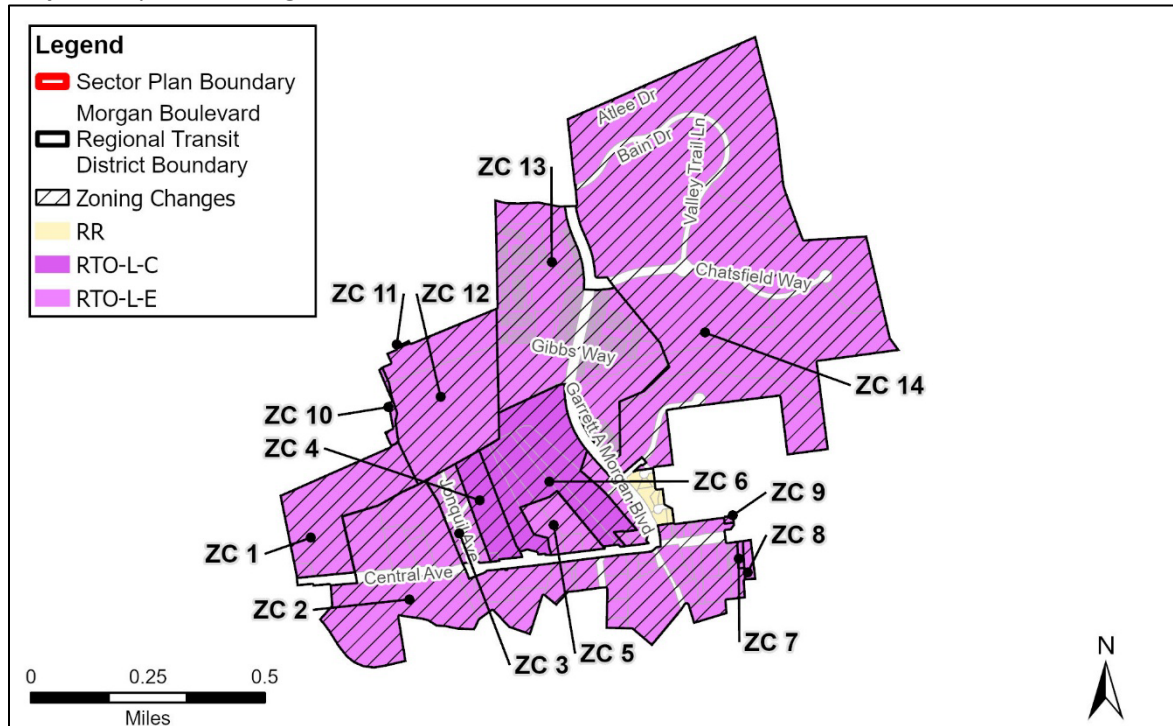 Legend
Sector Plan Boundary
Morgan Boulevard
Regional Transit
District Boundary
Zoning Changes
RR
RTO-L-C
RTO-L-E
Atlee Dr
Bain Dr
Valley Trail Ln
ZC 13
Chatsfield Way
ZC 11
ZC 12
Gibbs Way
ZC 14
ZC 10
Garrett A Morgan Blvd
ZC 4
ZC 6
Jonquil Ave
ZC 9
ZC 8
ZC 1
Central Ave
ZC 2
ZC 3
ZC 5
ZC 7
N
0 0.25 0.5
Miles